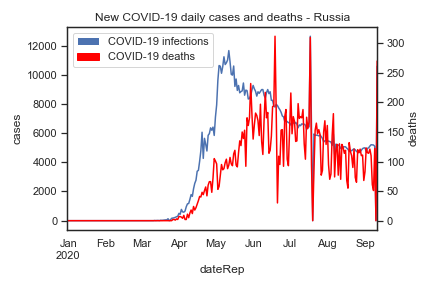 New COVID-19 daily cases and deaths - Russia
COVID-19 infections
COVID-19 deaths
12000
10000
8000
6000
4000
2000
0
cases
300
250
200
150
100
50
0
deaths
Jan Feb Mar Apr May Jun Jul Aug Sep
2020
dateRep